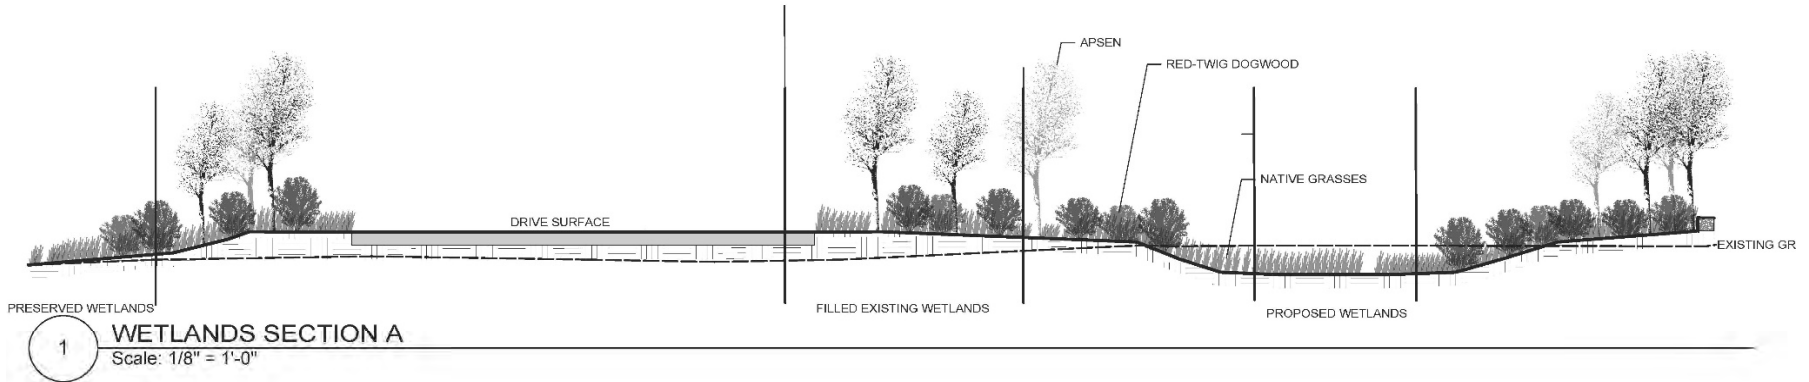 APSEN
RED-TWIG DOGWOOD
NATIVE GRASSES
DRIVE SURFACE
EXISTING GR
PRESERVED WETLANDS
FILLED EXISTING WETLANDS
PROPOSED WETLANDS
1
WETLANDS SECTION A
Scale: 1/8" = 1'-0"